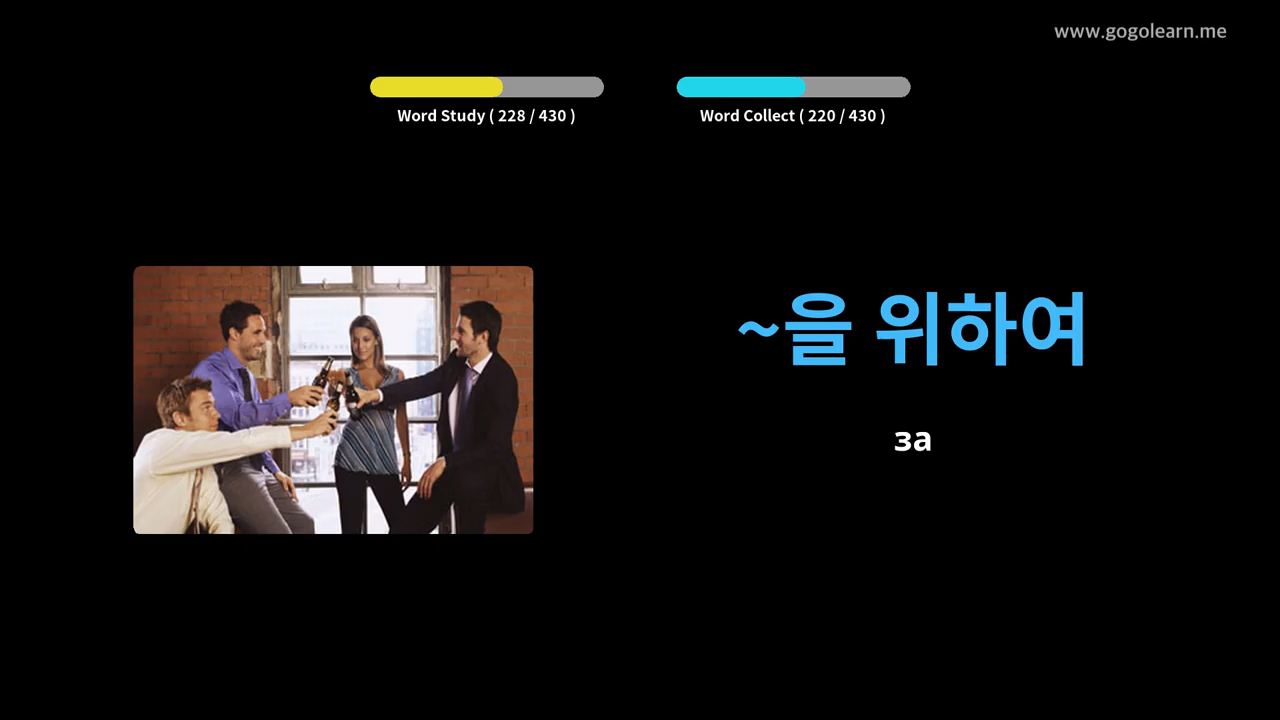 www.gogolearn.me
Word Study ( 228 / 430 )
Word Collect ( 220 / 430 )
~을 위하여
за